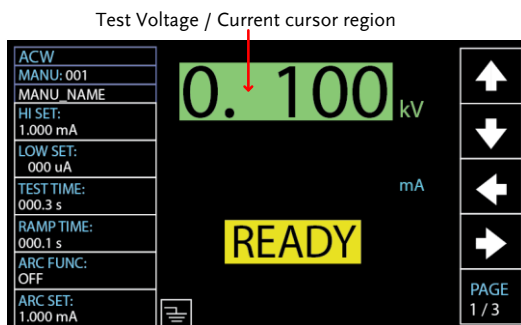 Test Voltage / Current cursor region
ACW
MANU: 001
MANU_NAME
HI SET:
1.000 mA
LOW SET:
000 uA
TEST TIME:
000.3 s
RAMP TIME:
000.1 s
ARC FUNC:
OFF
ARC SET:
1.000 mA
0. 100 kV
mA
READY
PAGE
1 / 3